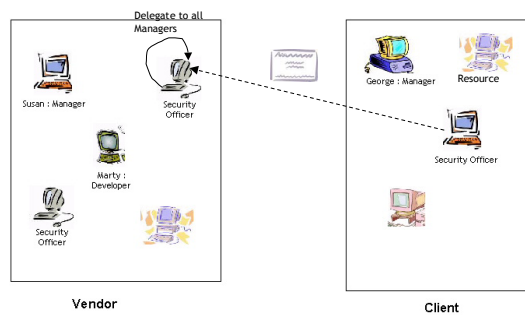 Delegate to all
Managers
Susan : Manager
Security
Officer
Marty :
Developer
Security
Officer
Vendor
George : Manager
Resource
Security Officer
Client